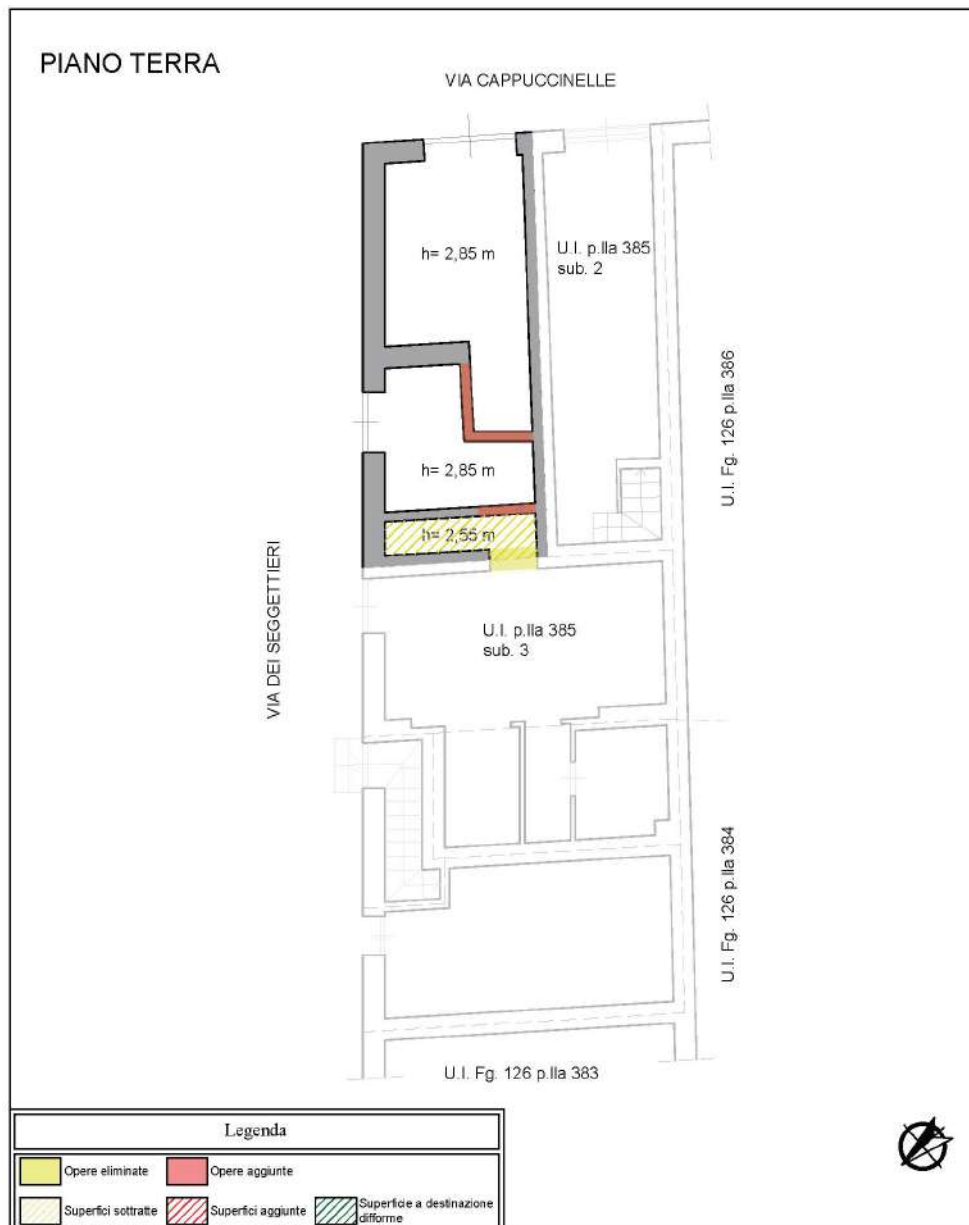 PIANO TERRA
VIA CAPPUCCINELLE
h= 2,85 m
U.I. p.lla 385
sub. 2
U.I. Fg. 126 p.lla 386
h= 2,85 m
h= 2,55 m
VIA DEI SEGGETTIERI
U.I. p.lla 385
sub. 3
U.I. Fg. 126 p.lla 384
U.I. Fg. 126 p.lla 383
Legenda
Opere eliminate
Opere aggiunte
Superfici sottratte
Superfici aggiunte
Superficie a destinazione
difforme